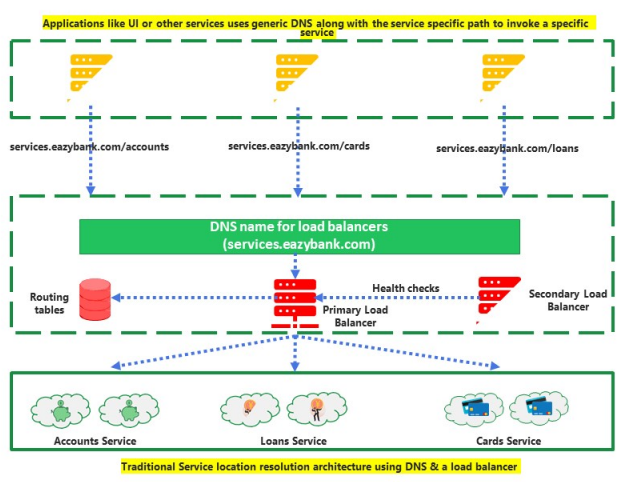 Applications like UI or other services uses generic DNS along with the service specific path to invoke a specific
service
services.eazybank.com/accounts
services.eazybank.com/cards
services.eazybank.com/loans
DNS name for load balancers
(services.eazybank.com)
Routing
tables
Health checks
Primary Load
Balancer
Secondary Load
Balancer
Accounts Service
Loans Service
Cards Service
Traditional Service location resolution architecture using DNS & a load balancer